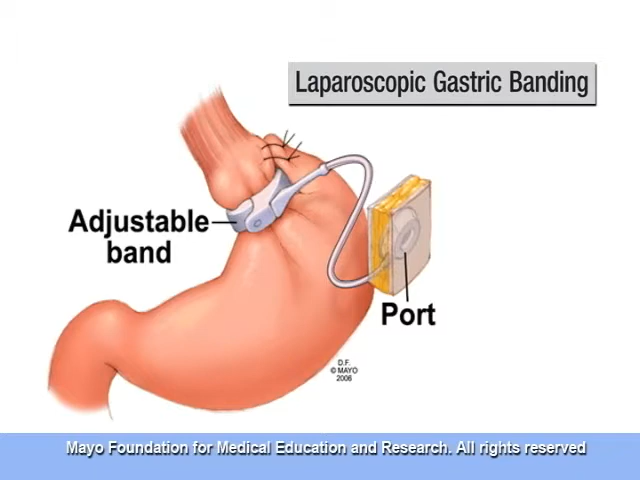 Laparoscopic Gastric Banding
Adjustable
band
Port
D.F.
© MAYO
2006
Mayo Foundation for Medical Education and Research. All rights reserved